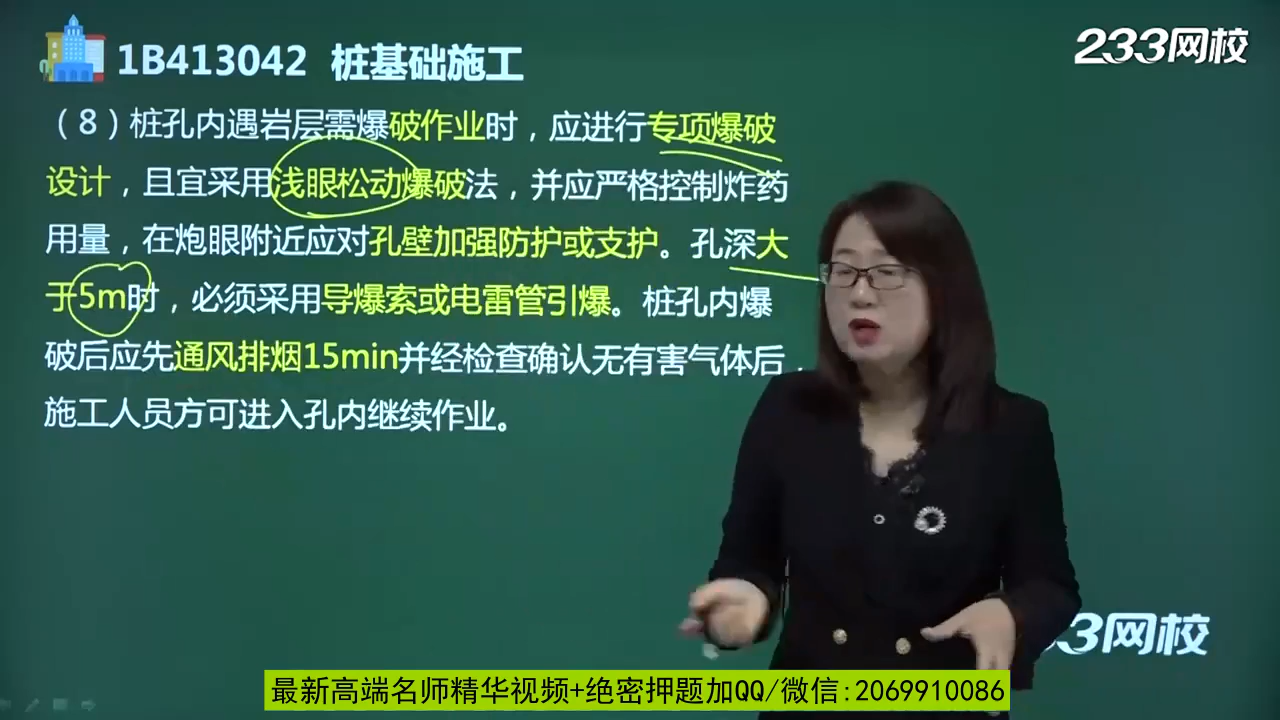 1B413042 桩基础施工
233网校
（8）桩孔内遇岩层需爆破作业时，应进行专项爆破
设计，且宜采用浅眼松动爆破法，并应严格控制炸药
用量，在炮眼附近应对孔壁加强防护或支护。孔深大
于5m时，必须采用导爆索或电雷管引爆。桩孔内爆
破后应先通风排烟15min并经检查确认无有害气体后，
施工人员方可进入孔内继续作业。
3网校
最新高端名师精华视频+绝密押题加QQ/微信:2069910086